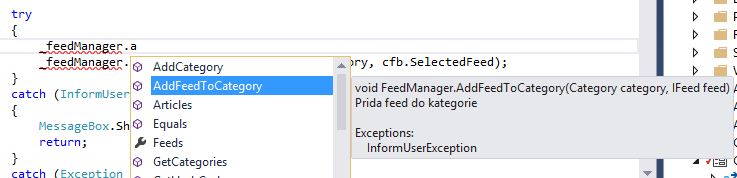 try
{
_feedManager.a
_feedManager.
ry, cfb.SelectedFeed);
}
catch (InformUser
{
MessageBox.Sh
return;
}
catch (Exception
AddCategory
AddFeedToCategory
Articles
Equals
Feeds
GetCategories
void FeedManager.AddFeedToCategory(Category category, IFeed feed)
Prida feed do kategorie
Exceptions:
InformUserException